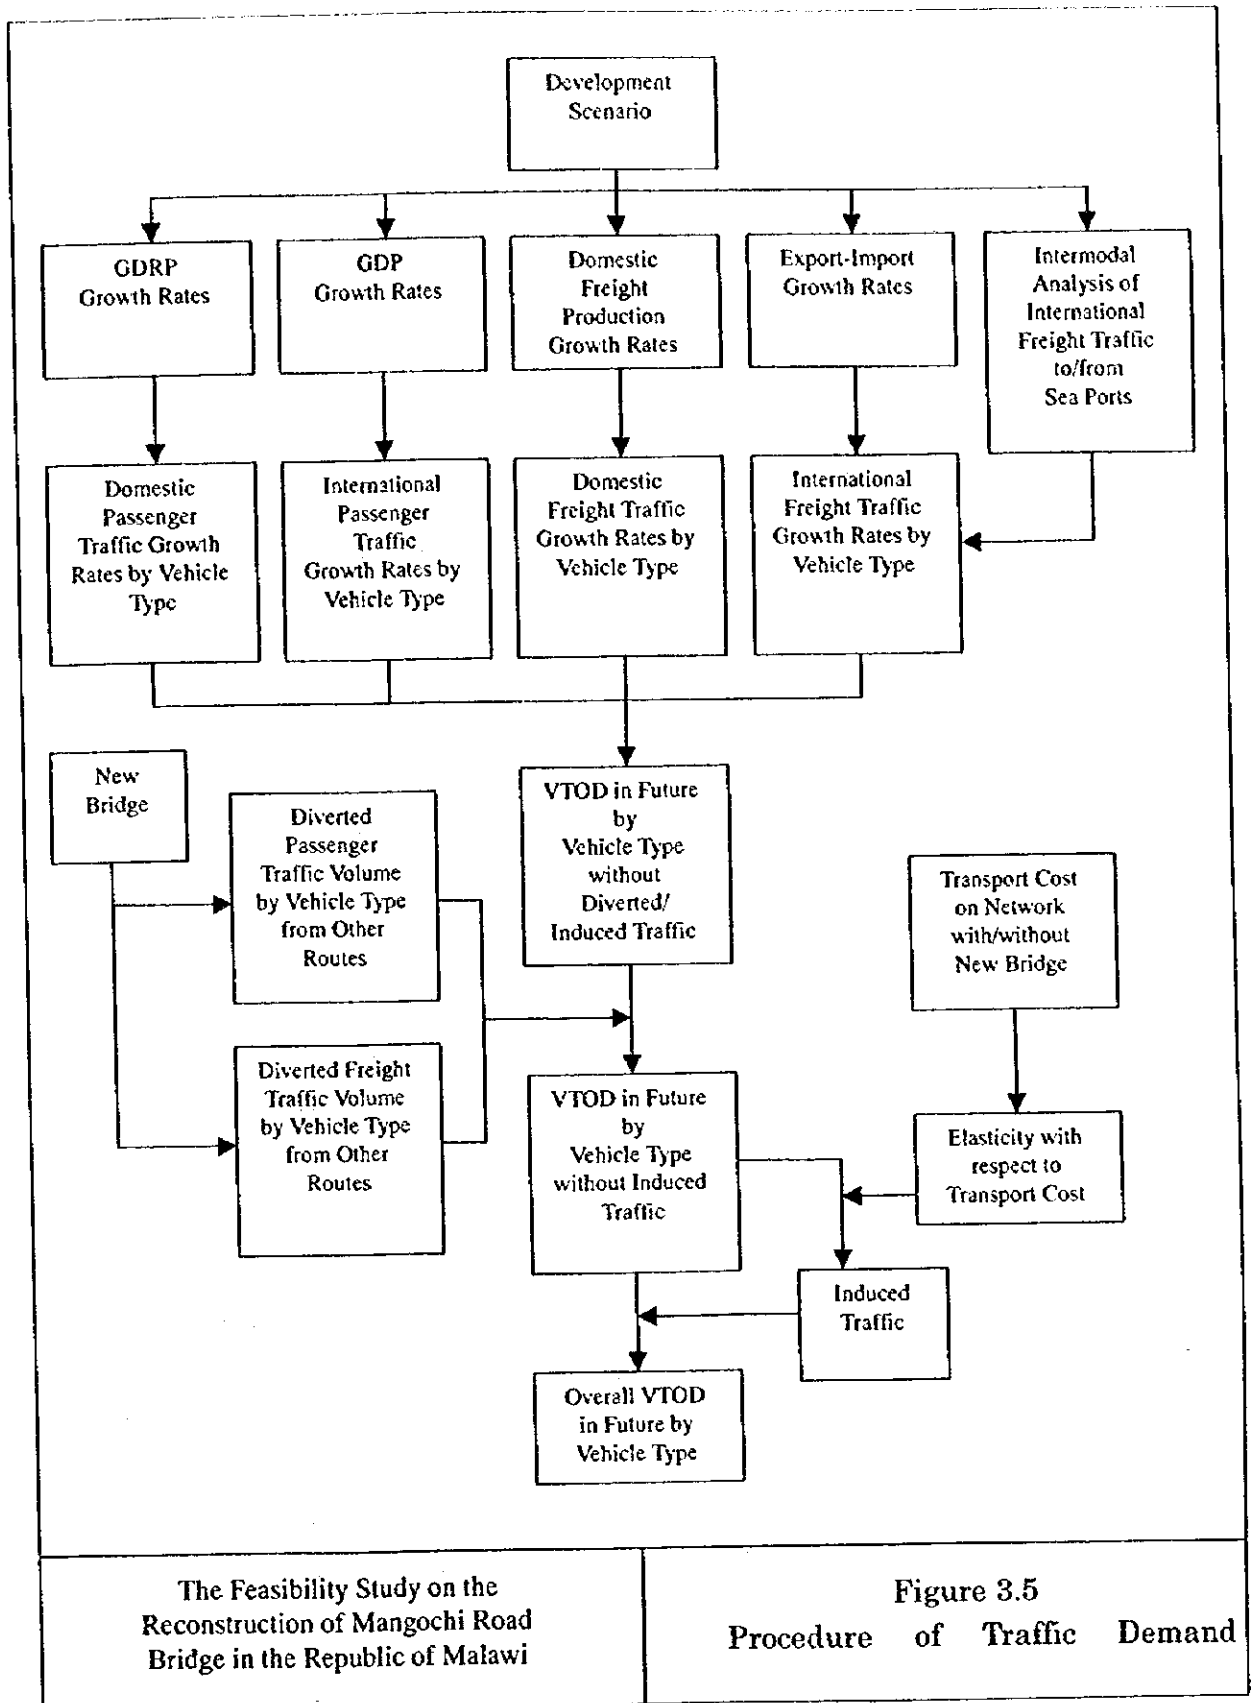 Development
Scenario
GDRP
Growth Rates
GDP
Growth Rates
Domestic
Freight
Production
Growth Rates
Export-Import
Growth Rates
Intermodal
Analysis of
International
Freight Traffic
to/from
Sea Ports
Domestic
Passenger
Traffic Growth
Rates by Vehicle
Type
International
Passenger
Traffic
Growth Rates by
Vehicle Type
Domestic
Freight Traffic
Growth Rates by
Vehicle Type
International
Freight Traffic
Growth Rates by
Vehicle Type
New
Bridge
Diverted
Passenger
Traffic Volume
by Vehicle Type
from Other
Routes
VTOD in Future
by
Vehicle Type
without
Diverted/
Induced Traffic
Transport Cost
on Network
with/without
New Bridge
Diverted Freight
Traffic Volume
by Vehicle Type
from Other
Routes
VTOD in Future
by
Vehicle Type
without Induced
Traffic
Elasticity with
respect to
Transport Cost
Induced
Traffic
Overall VTOD
in Future by
Vehicle Type
The Feasibility Study on the
Reconstruction of Mangochi Road
Bridge in the Republic of Malawi
Figure 3.5
Procedure of Traffic Demand